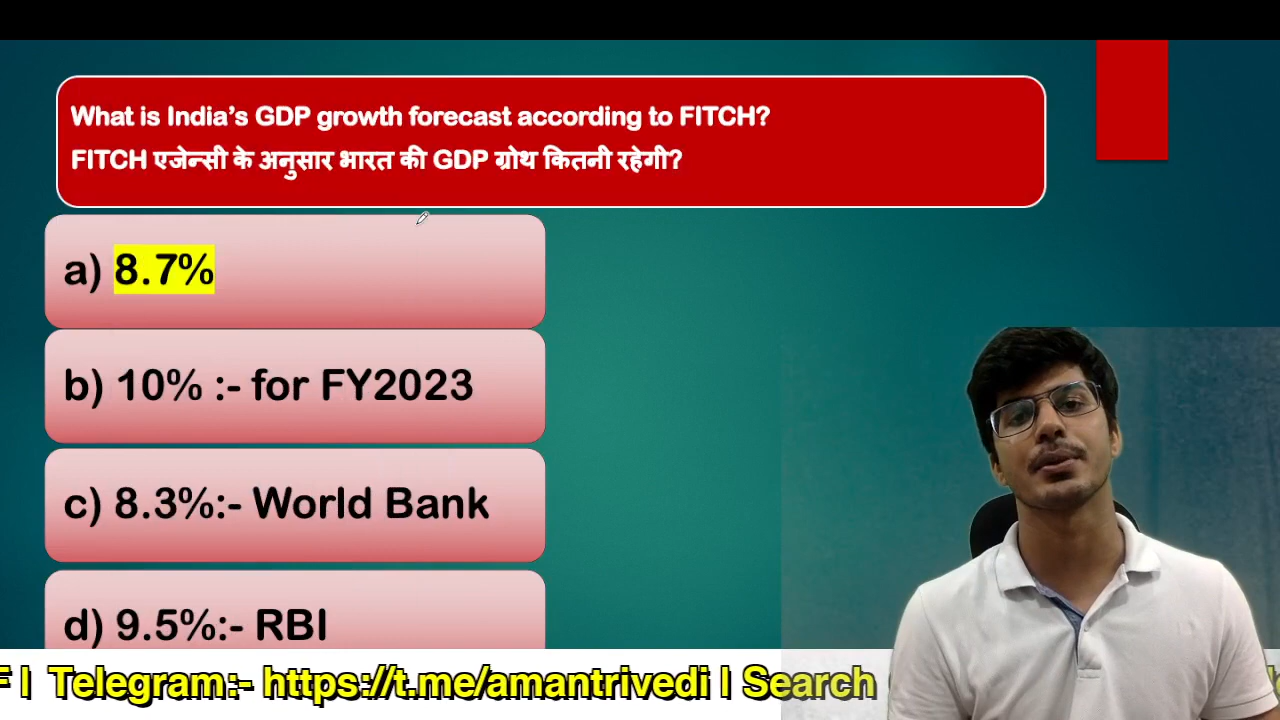 What is India's GDP growth forecast according to FITCH?
FITCH एजेन्सी के अनुसार भारत की GDP ग्रोथ कितनी रहेगी?
a) 8.7%
b) 10% :- for FY2023
c) 8.3%:- World Bank
d) 9.5%:- RBI
F I Telegram:- https://t.me/amantrivedi I Search